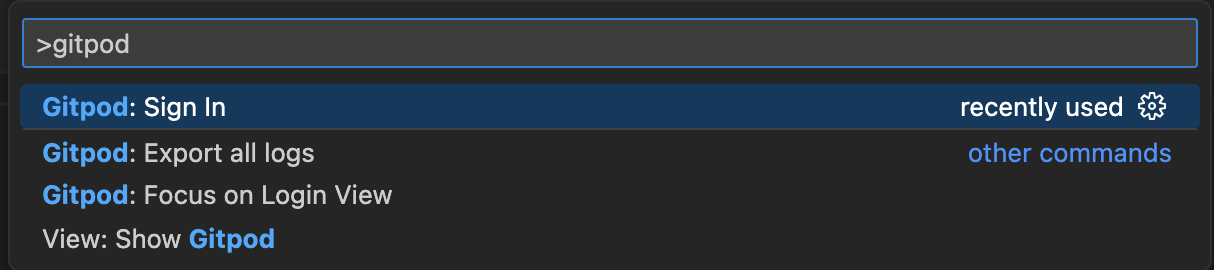 >gitpod
Gitpod: Sign In recently used
Gitpod: Export all logs other commands
Gitpod: Focus on Login View
View: Show Gitpod